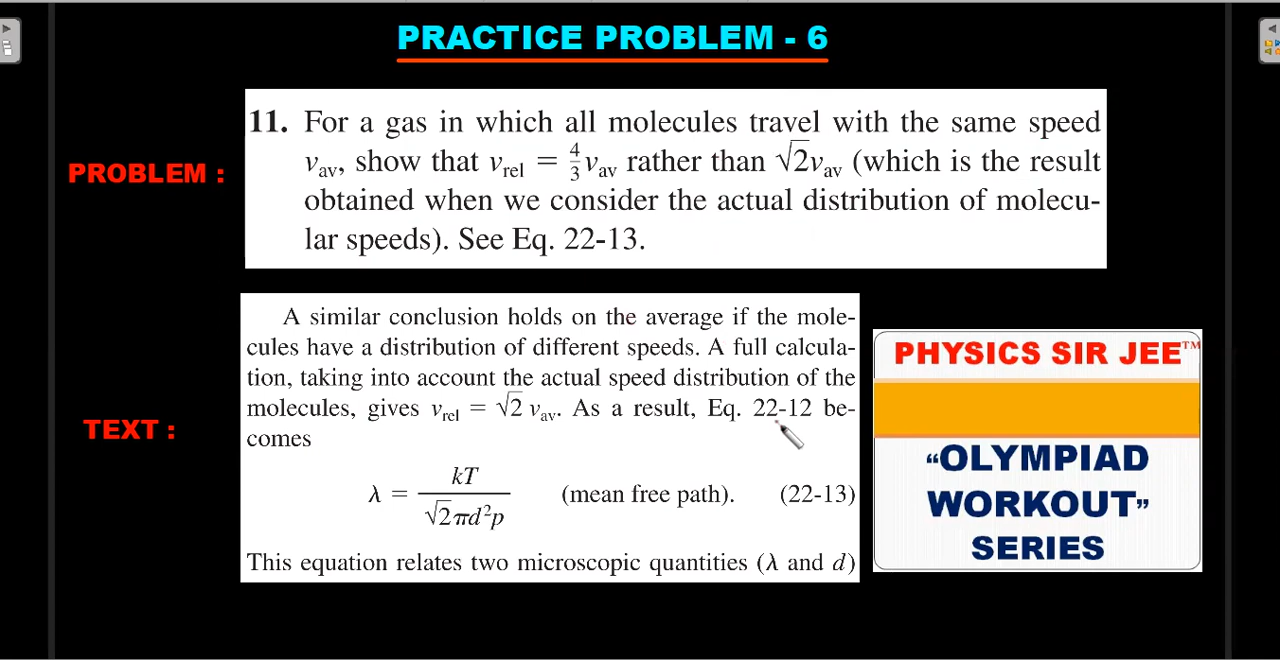 PRACTICE PROBLEM - 6
PROBLEM :
11. For a gas in which all molecules travel with the same speed
v_av, show that v_rel = 4/3 v_av rather than √2v_av (which is the result
obtained when we consider the actual distribution of molecu-
lar speeds). See Eq. 22-13.
TEXT :
A similar conclusion holds on the average if the mole-
cules have a distribution of different speeds. A full calcula-
tion, taking into account the actual speed distribution of the
molecules, gives v_rel = √2 v_av. As a result, Eq. 22-12 be-
comes
λ = kT / √2πd²p (mean free path). (22-13)
This equation relates two microscopic quantities (λ and d)
PHYSICS SIR JEE™
“OLYMPIAD
WORKOUT”
SERIES